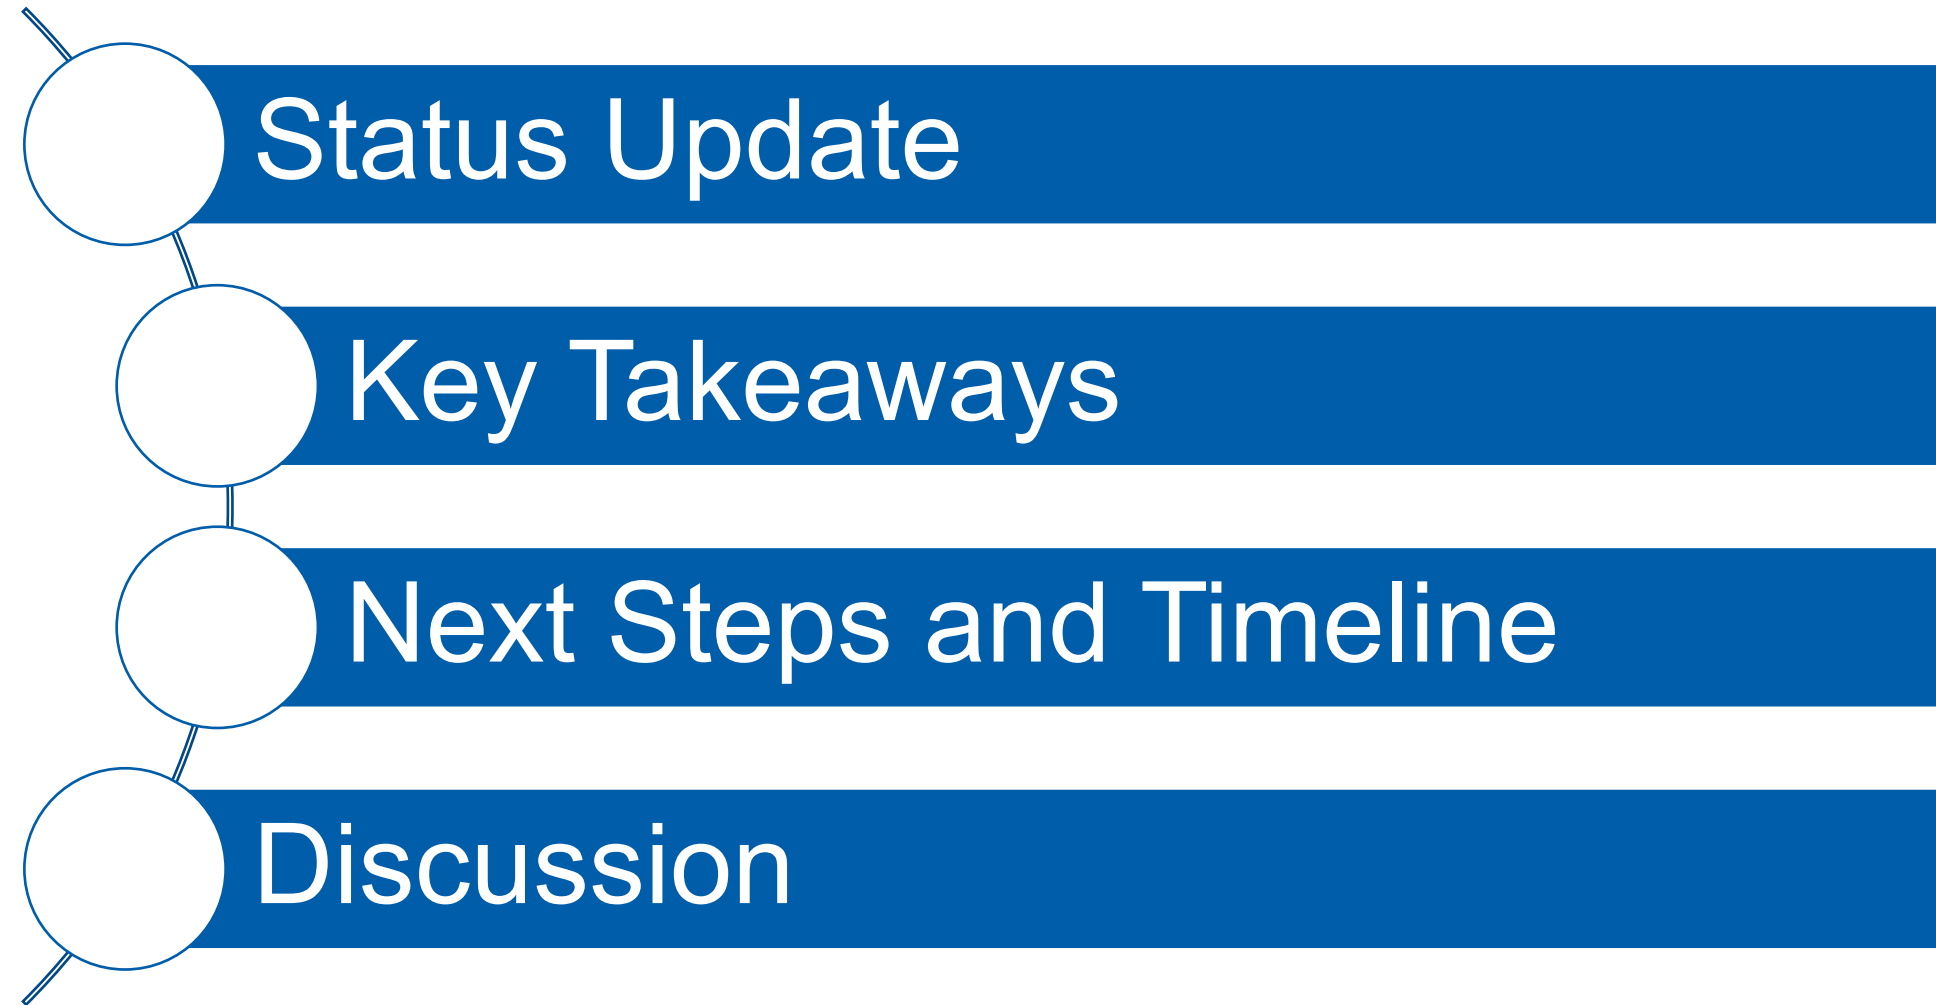 Status Update
Key Takeaways
Next Steps and Timeline
Discussion